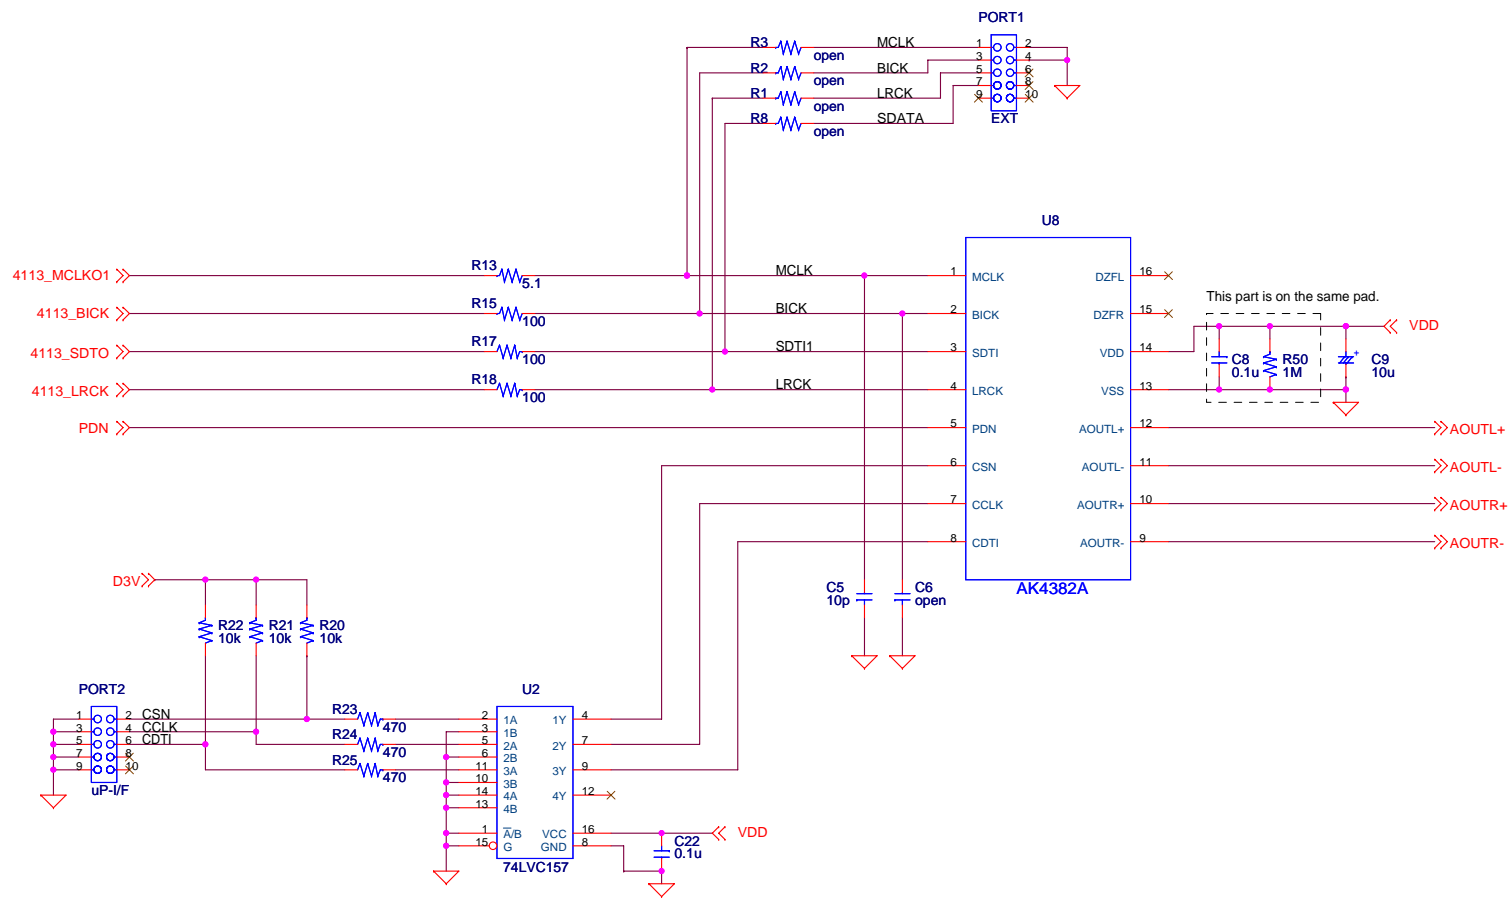 PORT1
R3 open MCLK 1 2
R2 open BICK 3 4
R1 open LRCK 5 6
R8 open SDATA 7 8
9 10
EXT
U8
4113_MCLKO1 R13 5.1 MCLK 1 MCLK DZFL 16
This part is on the same pad.
4113_BICK R15 100 BICK 2 BICK DZFR 15
VDD
4113_SDTO R17 100 SDTI1 3 SDTI VDD 14
C8 0.1u R50 1M + C9 10u
4113_LRCK R18 100 LRCK 4 LRCK VSS 13
PDN 5 PDN AOUTL+ 12 AOUTL+
6 CSN AOUTL- 11 AOUTL-
7 CCLK AOUTR+ 10 AOUTR+
8 CDTI AOUTR- 9 AOUTR-
AK4382A
D3V
C5 10p C6 open
R22 10k R21 10k R20 10k
PORT2
U2
1 2 CSN R23 470 2 1A 1Y 4
3 4 CCLK 3 1B
5 6 CDTI R24 470 5 2A 2Y 7
7 8 6 2B
9 10 R25 470 11 3A 3Y 9
uP-I/F
10 3B
14 4A 4Y 12
13 4B
1 A/B VCC 16 VDD
15 G GND 8
C22 0.1u
74LVC157